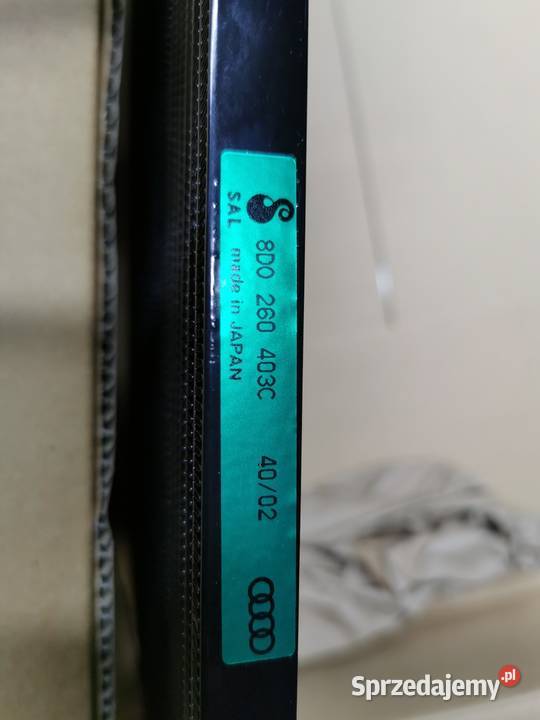 8D0 260 403C 40/02
SAL made in JAPAN
Sprzedajemy.pl